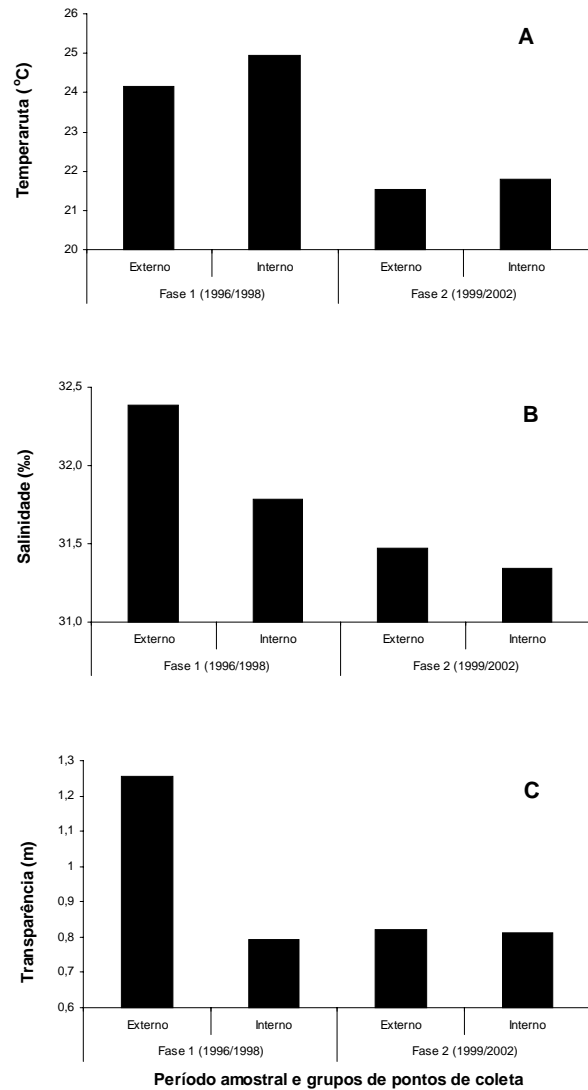 A
Temperaruta (°C)
26
25
24
23
22
21
20
Externo Interno Externo Interno
Fase 1 (1996/1998) Fase 2 (1999/2002)
B
Salinidade (‰)
32,5
32,0
31,5
31,0
Externo Interno Externo Interno
Fase 1 (1996/1998) Fase 2 (1999/2002)
C
Transparência (m)
1,3
1,2
1,1
1
0,9
0,8
0,7
0,6
Externo Interno Externo Interno
Fase 1 (1996/1998) Fase 2 (1999/2002)
Período amostral e grupos de pontos de coleta